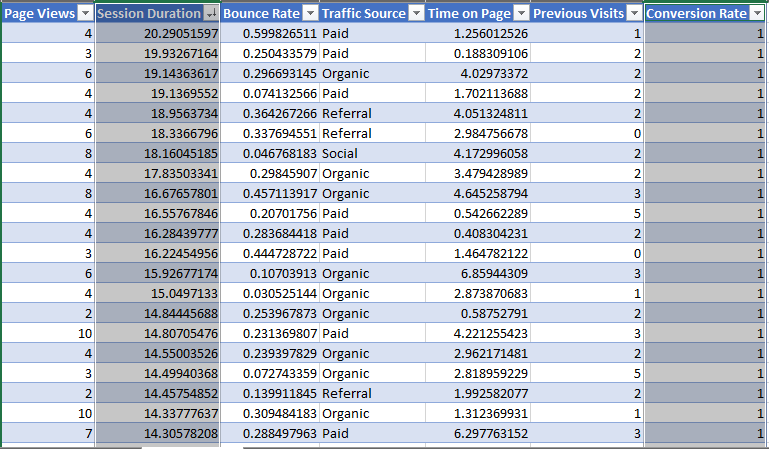 Page Views Session Duration Bounce Rate Traffic Source Time on Page Previous Visits Conversion Rate
4 20.29051597 0.599826511 Paid 1.256012526 1 1
3 19.93267164 0.250433579 Paid 0.188309106 2 1
6 19.14363617 0.296693145 Organic 4.02973372 2 1
4 19.1369552 0.074132566 Paid 1.702113688 2 1
4 18.9563734 0.364267266 Referral 4.051324811 2 1
6 18.3366796 0.337694551 Referral 2.984756678 0 1
8 18.16045185 0.046768183 Social 4.172996058 2 1
4 17.83503341 0.29845907 Organic 3.479428989 2 1
8 16.67657801 0.457113917 Organic 4.645258794 3 1
4 16.55767846 0.20701756 Paid 0.542662289 5 1
4 16.28439777 0.283684418 Paid 0.408304231 2 1
3 16.22454956 0.444728722 Paid 1.464782122 0 1
6 15.92677174 0.10703913 Organic 6.85944309 3 1
4 15.0497133 0.030525144 Organic 2.873870683 1 1
2 14.84445688 0.253967873 Organic 0.58752791 2 1
10 14.80705476 0.231369807 Paid 4.221255423 3 1
4 14.55003526 0.239397829 Organic 2.962171481 2 1
3 14.49940368 0.072743359 Organic 2.818959229 5 1
2 14.45754852 0.139911845 Referral 1.992582077 2 1
10 14.33777637 0.309484183 Organic 1.312369931 1 1
7 14.30578208 0.288497963 Paid 6.297763152 3 1